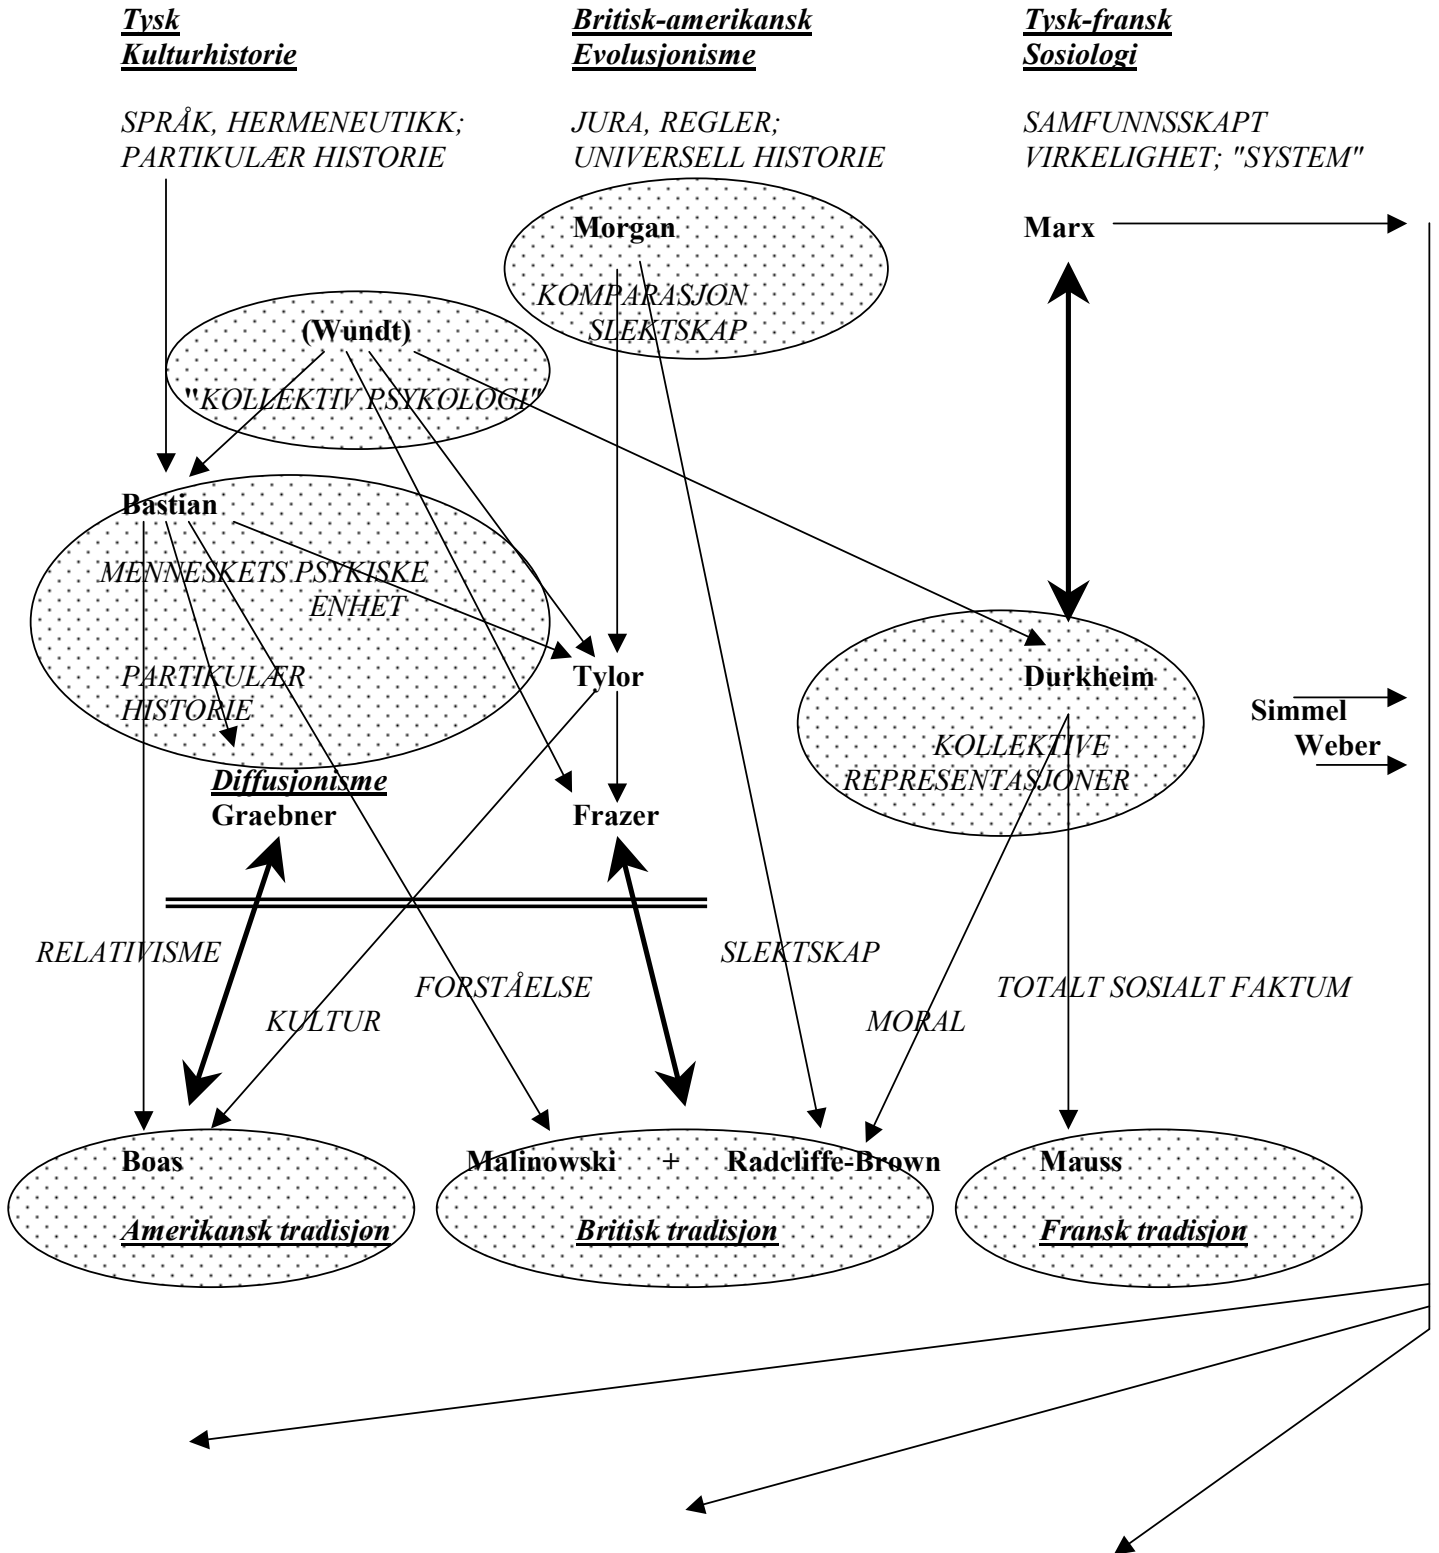 Tysk
Kulturhistorie
Britisk-amerikansk
Evolusjonisme
Tysk-fransk
Sosiologi
SPRÅK, HERMENEUTIKK;
PARTIKULÆR HISTORIE
JURA, REGLER;
UNIVERSELL HISTORIE
SAMFUNNSSKAPT
VIRKELIGHET; "SYSTEM"
Morgan
KOMPARASJON
SLEKTSKAP
Marx
(Wundt)
"KOLLEKTIV PSYKOLOGI"
Bastian
MENNESKETS PSYKISKE
ENHET
PARTIKULÆR
HISTORIE
Tylor
Durkheim
KOLLEKTIVE
REPRESENTASJONER
Simmel
Weber
Diffusjonisme
Graebner
Frazer
RELATIVISME
SLEKTSKAP
FORSTÅELSE
TOTALT SOSIALT FAKTUM
KULTUR
MORAL
Boas
Amerikansk tradisjon
Malinowski + Radcliffe-Brown
Britisk tradisjon
Mauss
Fransk tradisjon